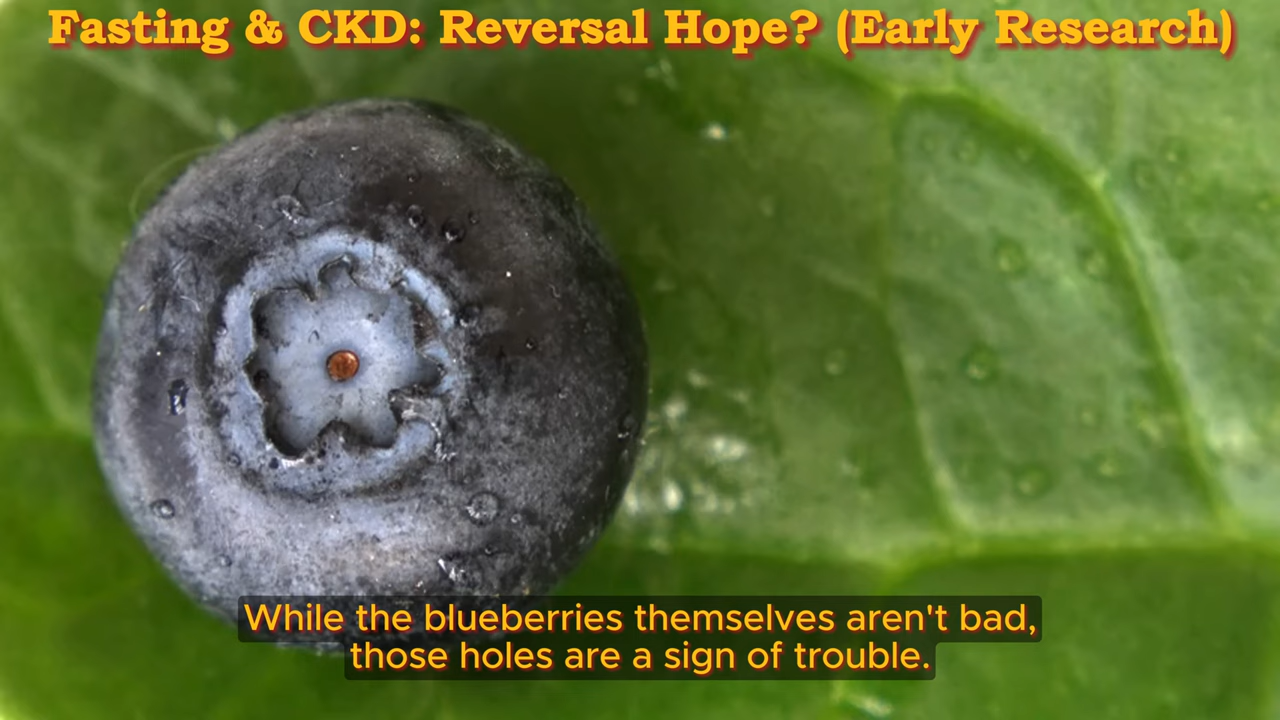 Fasting & CKD: Reversal Hope? (Early Research)
While the blueberries themselves aren't bad,
those holes are a sign of trouble.